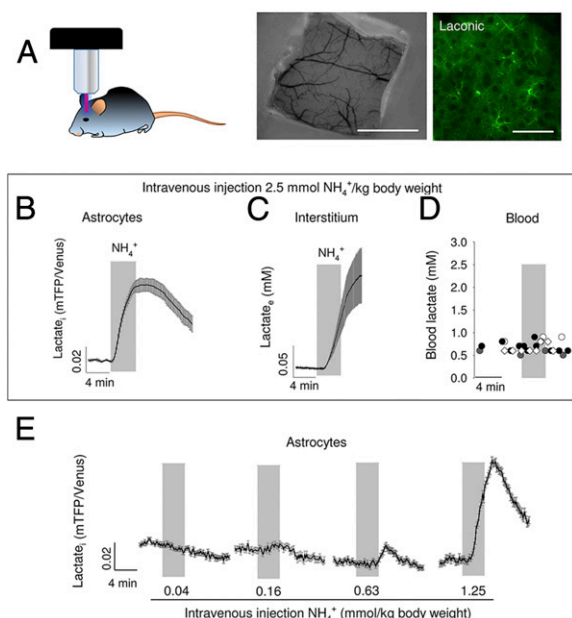 A
Laconic
Intravenous injection 2.5 mmol NH₄⁺/kg body weight
B
Astrocytes
NH₄⁺
Lactateᵢ (mTFP/Venus)
0.02
4 min
C
Interstitium
NH₄⁺
Lactateₑ (mM)
0.05
4 min
D
Blood
Blood lactate (mM)
3.0
2.5
2.0
1.5
1.0
0.5
0.0
4 min
E
Astrocytes
Lactateᵢ (mTFP/Venus)
0.02
4 min
0.04 0.16 0.63 1.25
Intravenous injection NH₄⁺ (mmol/kg body weight)